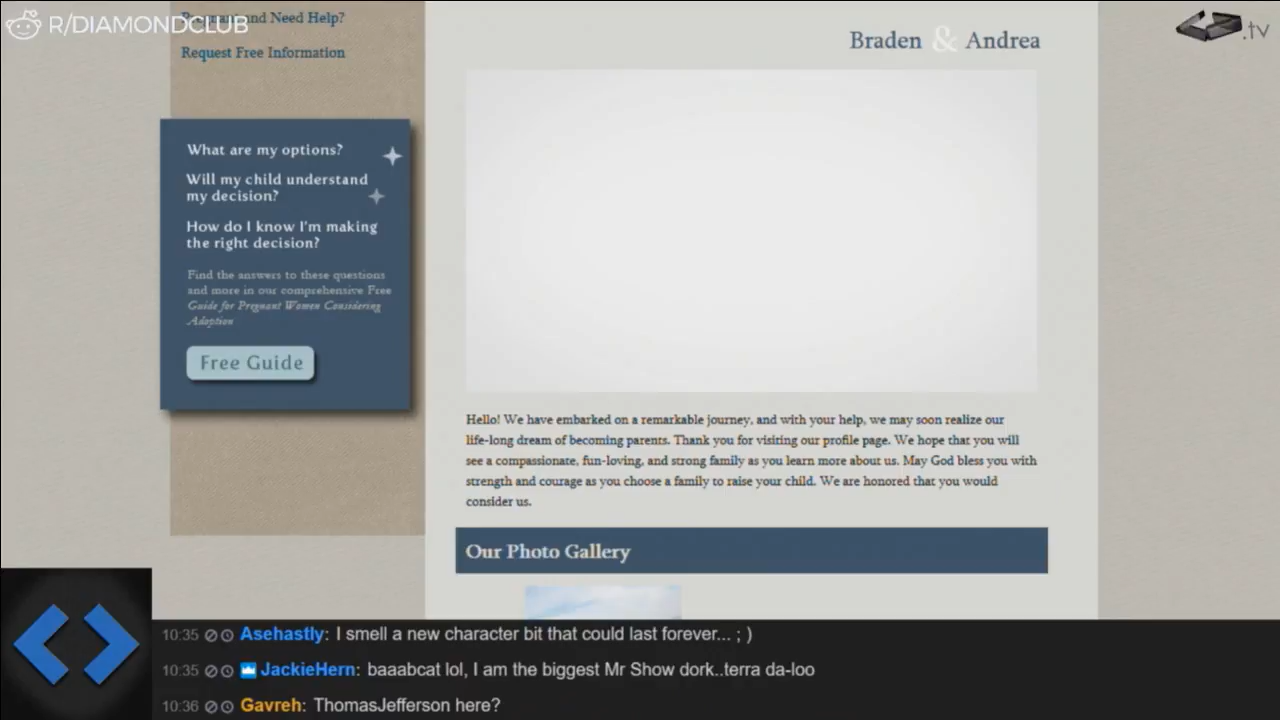 R/DIAMONDCLUB
.tv
Pregnant and Need Help?
Request Free Information
Braden & Andrea
What are my options?
Will my child understand
my decision?
How do I know I'm making
the right decision?
Find the answers to these questions
and more in our comprehensive Free
Guide for Pregnant Women Considering
Adoption
Free Guide
Hello! We have embarked on a remarkable journey, and with your help, we may soon realize our
life-long dream of becoming parents. Thank you for visiting our profile page. We hope that you will
see a compassionate, fun-loving, and strong family as you learn more about us. May God bless you with
strength and courage as you choose a family to raise your child. We are honored that you would
consider us.
Our Photo Gallery
10:35 Asehastly: I smell a new character bit that could last forever... ; )
10:35 JackieHern: baaabcat lol, I am the biggest Mr Show dork..terra da-loo
10:36 Gavreh: ThomasJefferson here?